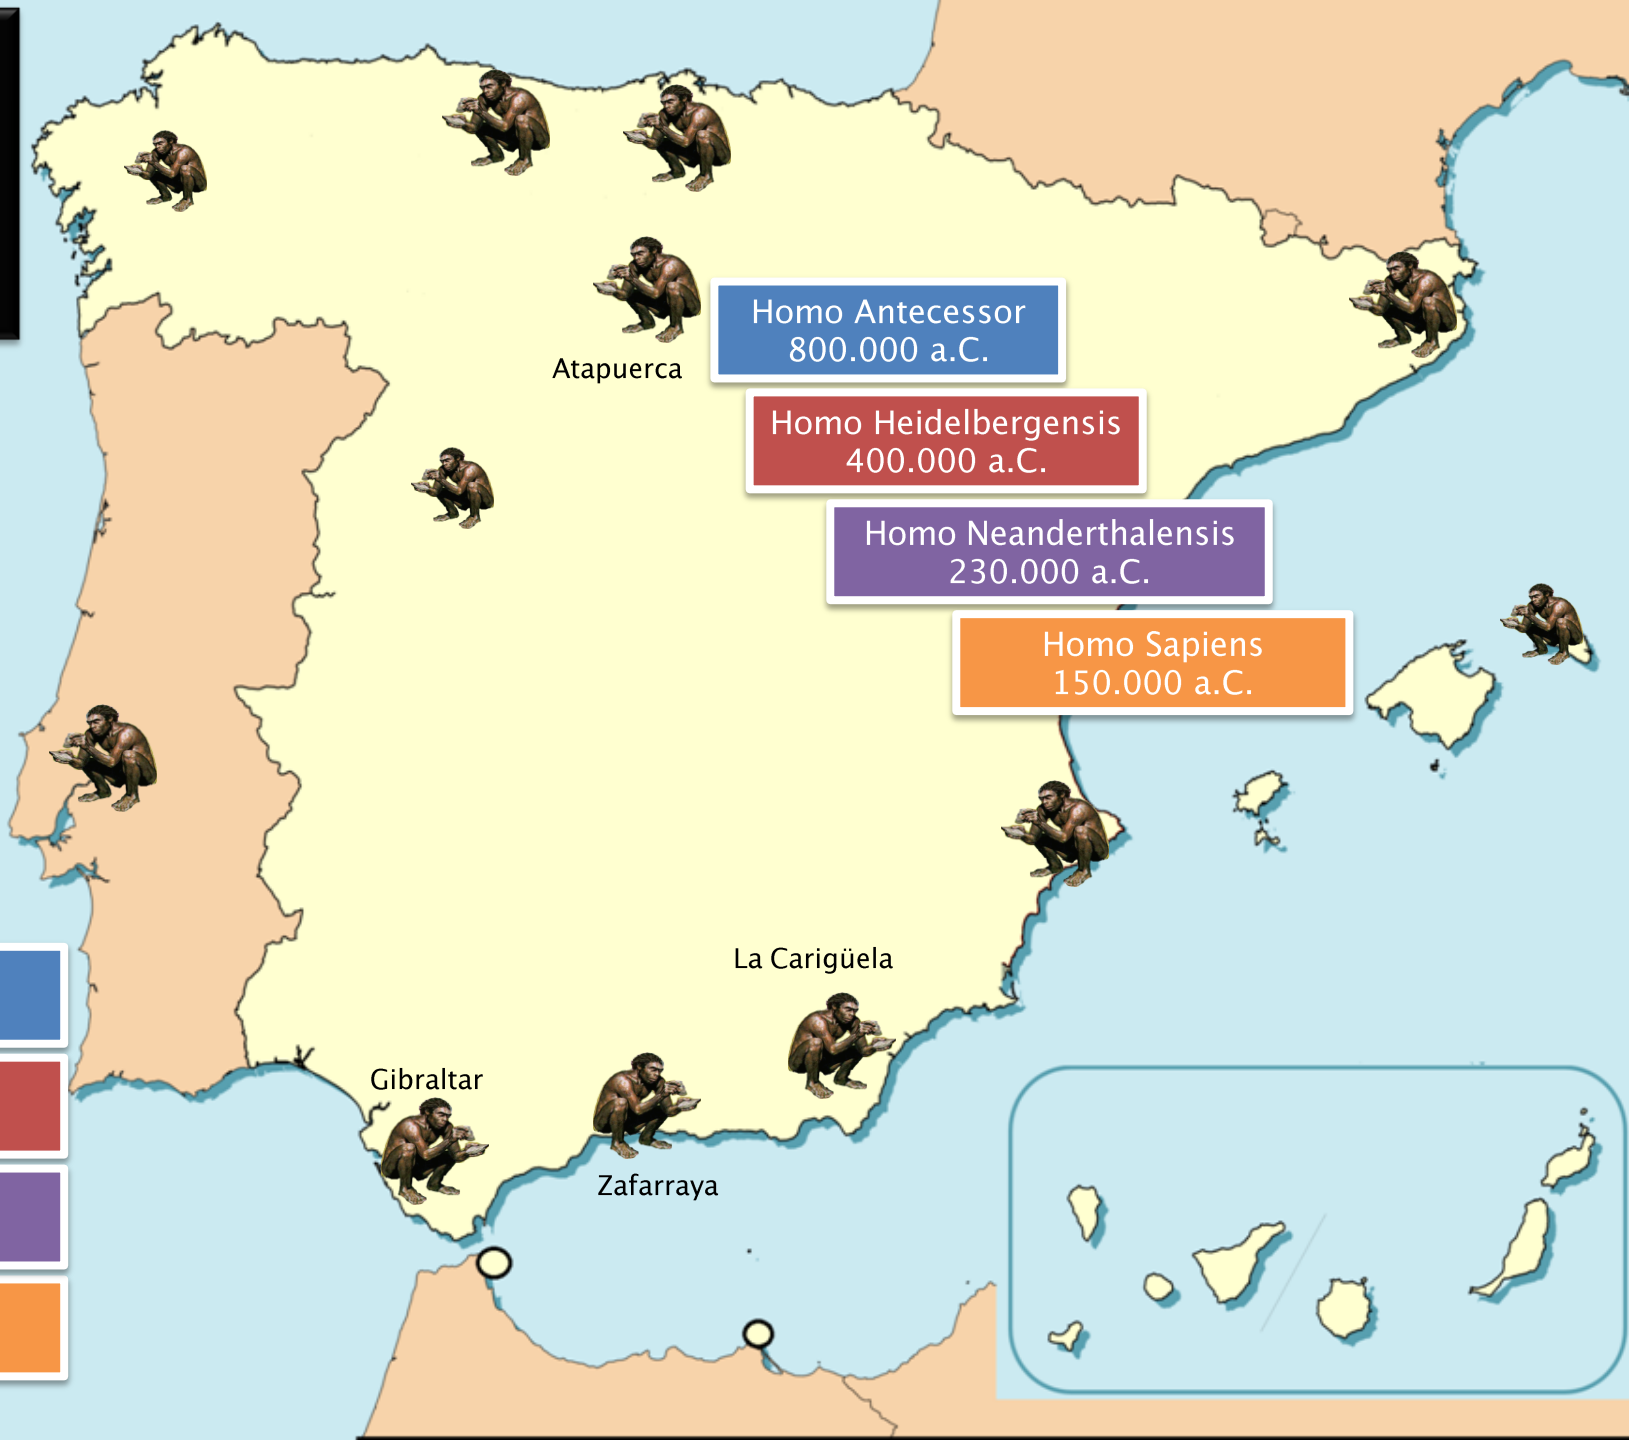 Homo Antecessor
800.000 a.C.
Atapuerca
Homo Heidelbergensis
400.000 a.C.
Homo Neanderthalensis
230.000 a.C.
Homo Sapiens
150.000 a.C.
La Carigüela
Gibraltar
Zafarraya